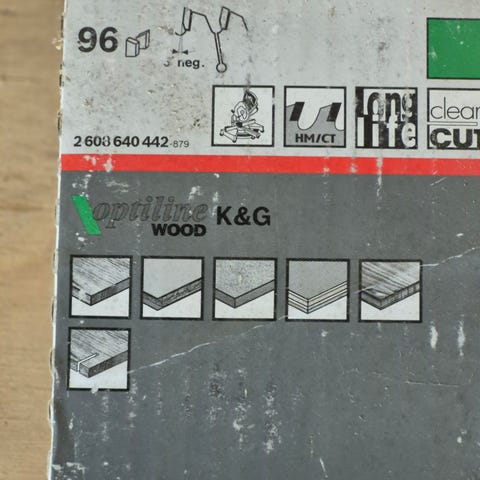 96
5° neg.
HM/CT
Long
life
clean
CUT
2 608 640 442-879
optiline
WOOD K&G